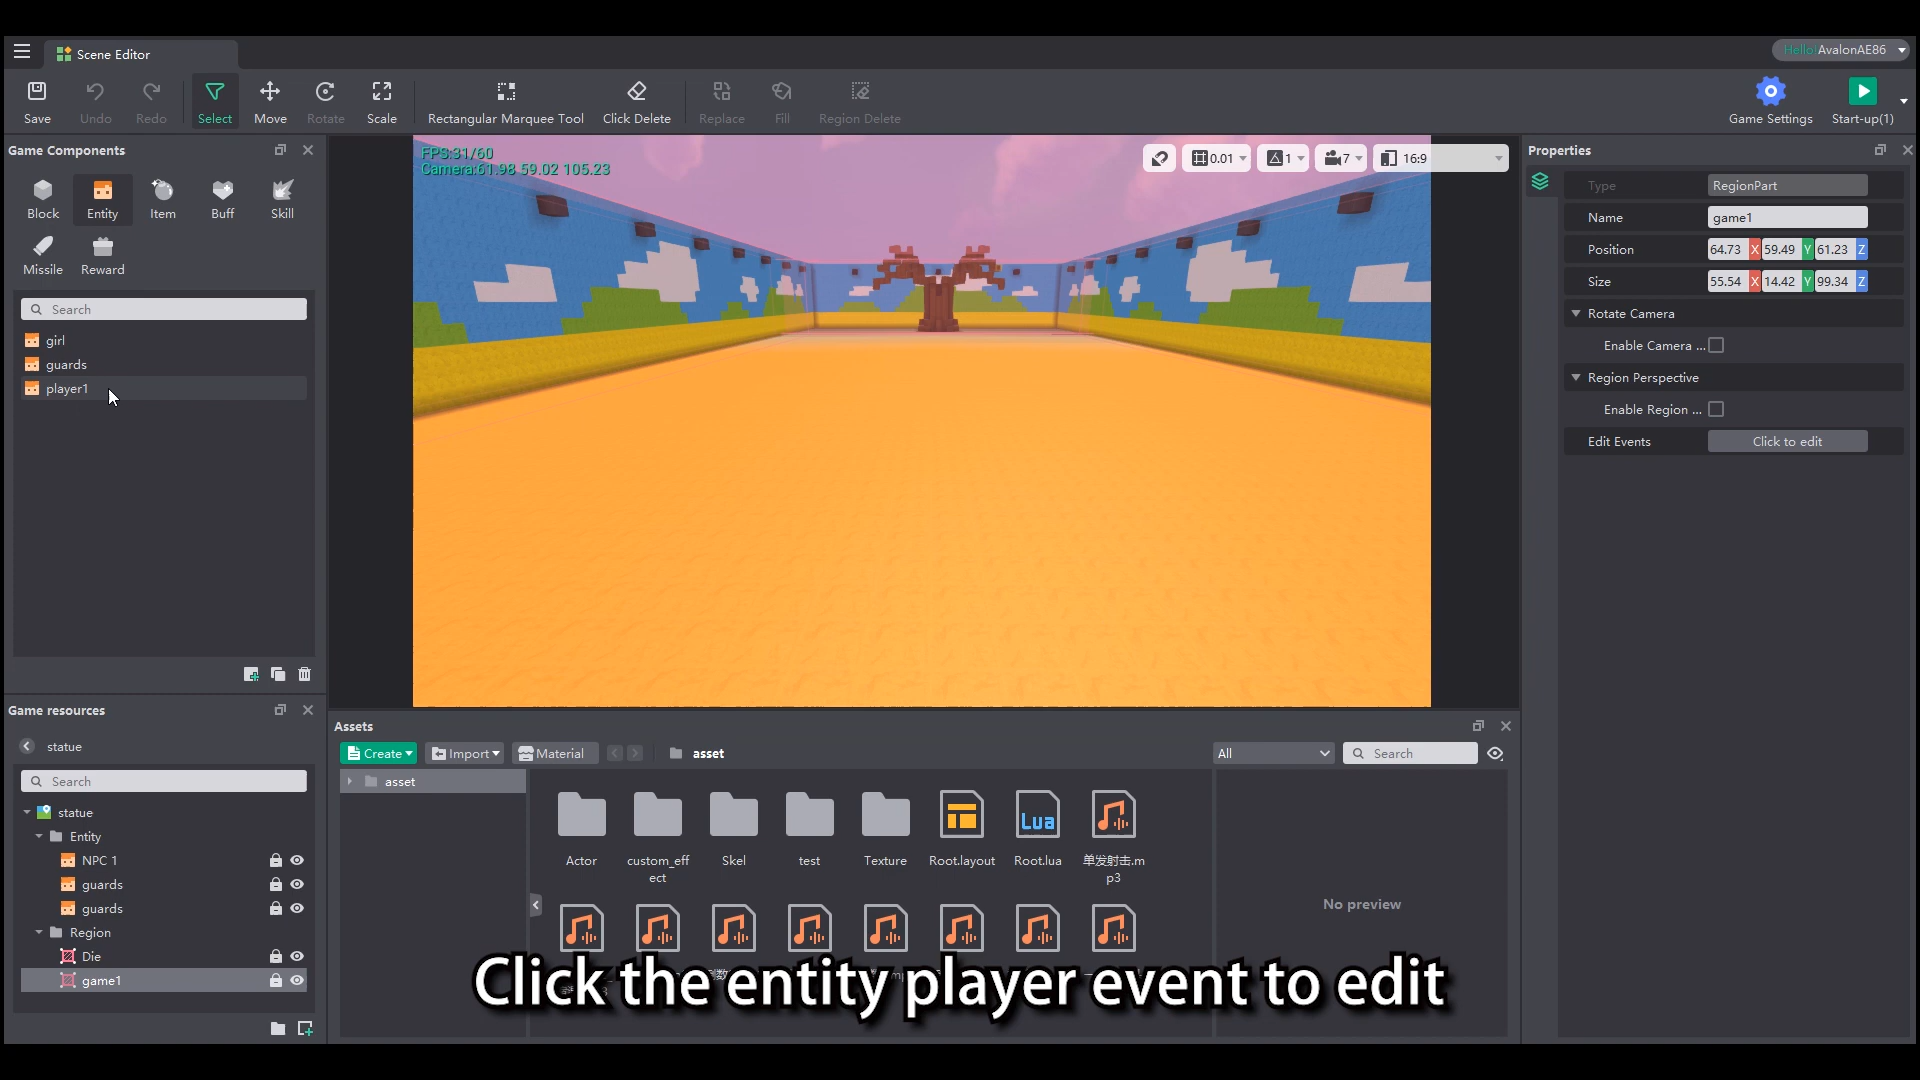 Scene Editor
Hello!AvalonAE86
Save
Undo
Redo
Select
Move
Rotate
Scale
Rectangular Marquee Tool
Click Delete
Replace
Fill
Region Delete
Game Settings
Start-up(1)
Game Components
Block
Entity
Item
Buff
Skill
Missile
Reward
Search
girl
guards
player1
FPS:31/60
Camera:61.98 59.02 105.23
0.01
1
7
16:9
Properties
Type
RegionPart
Name
game1
Position
64.73 X 59.49 Y 61.23 Z
Size
55.54 X 14.42 Y 99.34 Z
Rotate Camera
Enable Camera ...
Region Perspective
Enable Region ...
Edit Events
Click to edit
Game resources
statue
Search
statue
Entity
NPC 1
guards
guards
Region
Die
game1
Assets
Create
Import
Material
asset
All
Search
asset
Actor
custom_eff
ect
Skel
test
Texture
Root.layout
Root.lua
Lua
单发射击.m
p3
No preview
Click the entity player event to edit